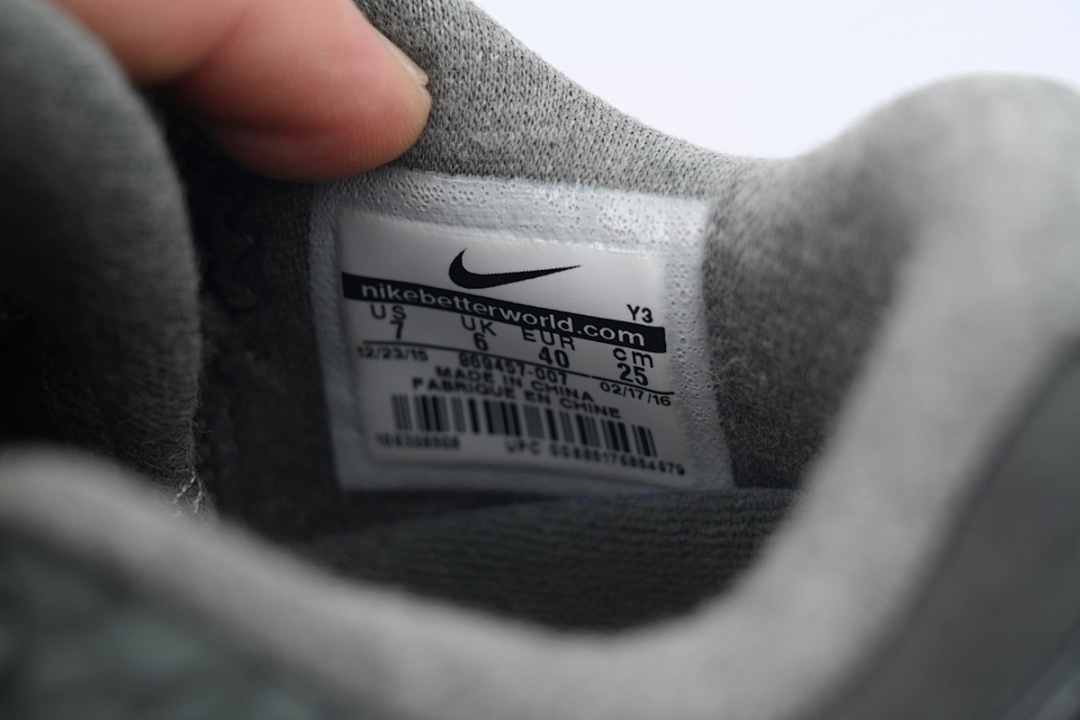 Y3
nikebetterworld.com
US UK EUR cm
7 6 40 25
12/23/15 859457-007 02/17/16
MADE IN CHINA
FABRIQUE EN CHINE
UPC